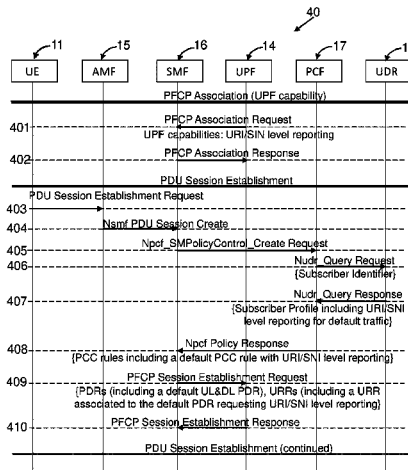 40
11
15
16
14
17
1
UE
AMF
SMF
UPF
PCF
UDR
PFCP Association (UPF capability)
PFCP Association Request
401
UPF capabilities: URI/SIN level reporting
PFCP Association Response
402
PDU Session Establishment
PDU Session Establishment Request
403
Nsmf PDU Session Create
404
Npcf_SMPolicyControl_Create Request
405
Nudr_Query Request
406
{Subscriber Identifier}
Nudr_Query Response
407
{Subscriber Profile including URI/SNI
level reporting for default traffic}
Npcf Policy Response
408
{PCC rules including a default PCC rule with URI/SNI level reporting}
PFCP Session Establishment Request
409
{PDRs (including a default UL&DL PDR), URRs (including a URR
associated to the default PDR requesting URI/SNI level reporting}
PFCP Session Establishment Response
410
PDU Session Establishment (continued)